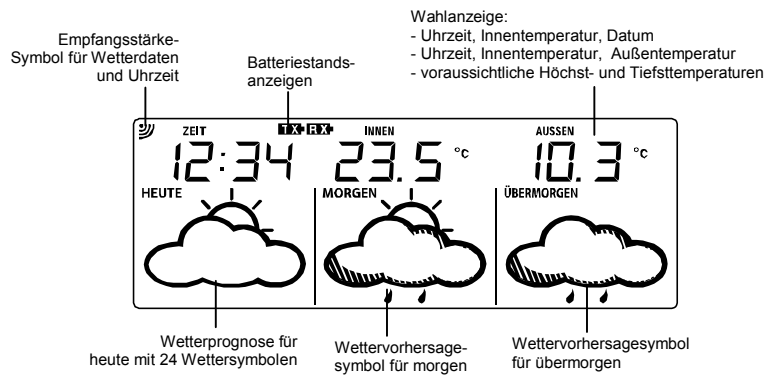 Wahlanzeige:
- Uhrzeit, Innentemperatur, Datum
- Uhrzeit, Innentemperatur, Außentemperatur
- voraussichtliche Höchst- und Tiefsttemperaturen
Empfangsstärke-
Symbol für Wetterdaten
und Uhrzeit
Batteriestands-
anzeigen
ZEIT TX RX INNEN AUSSEN
12:34 23.5 °C 10.3 °C
HEUTE MORGEN ÜBERMORGEN
Wetterprognose für
heute mit 24 Wettersymbolen
Wettervorhersage-
symbol für morgen
Wettervorhersagesymbol
für übermorgen